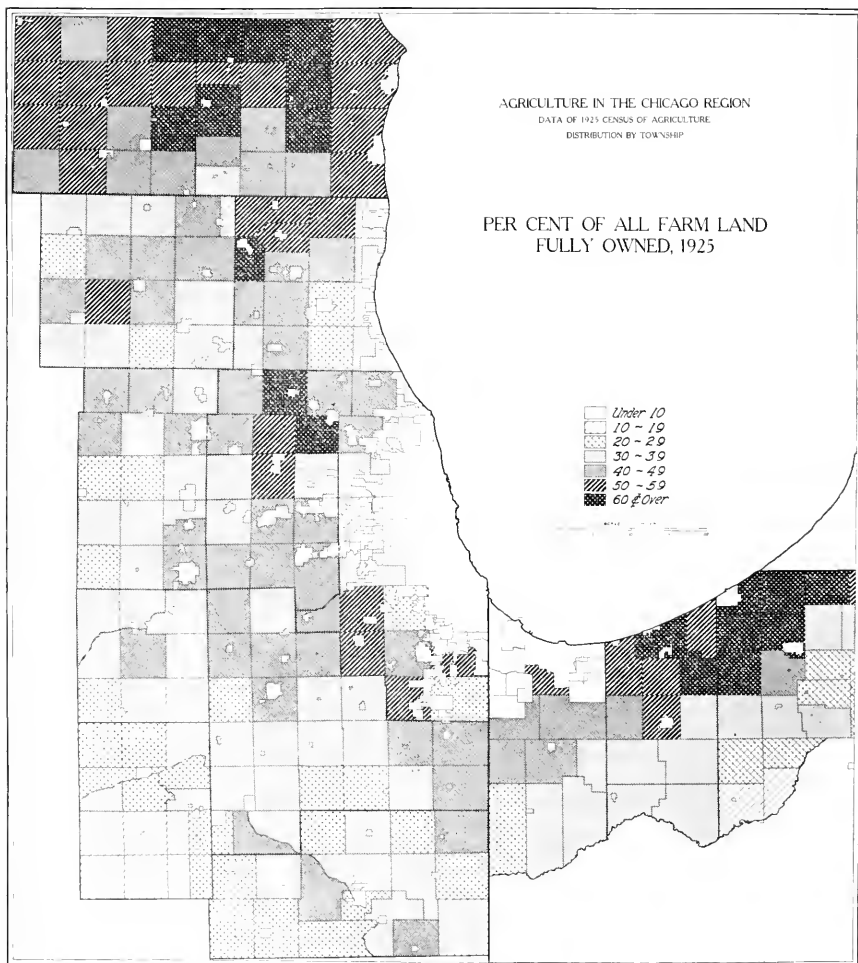 AGRICULTURE IN THE CHICAGO REGION
DATA OF 1925 CENSUS OF AGRICULTURE
DISTRIBUTION BY TOWNSHIP
PER CENT OF ALL FARM LAND
FULLY OWNED, 1925
Under 10
10 - 19
20 - 29
30 - 39
40 - 49
50 - 59
60 & Over